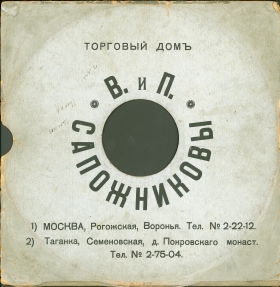 ТОРГОВЫЙ ДОМЪ
В. и П.
САПОЖНИКОВЫ
1) МОСКВА, Рогожская, Воронья. Тел. № 2-22-12.
2) Таганка, Семеновская, д. Покровскаго монаст.
Тел. № 2-75-04.